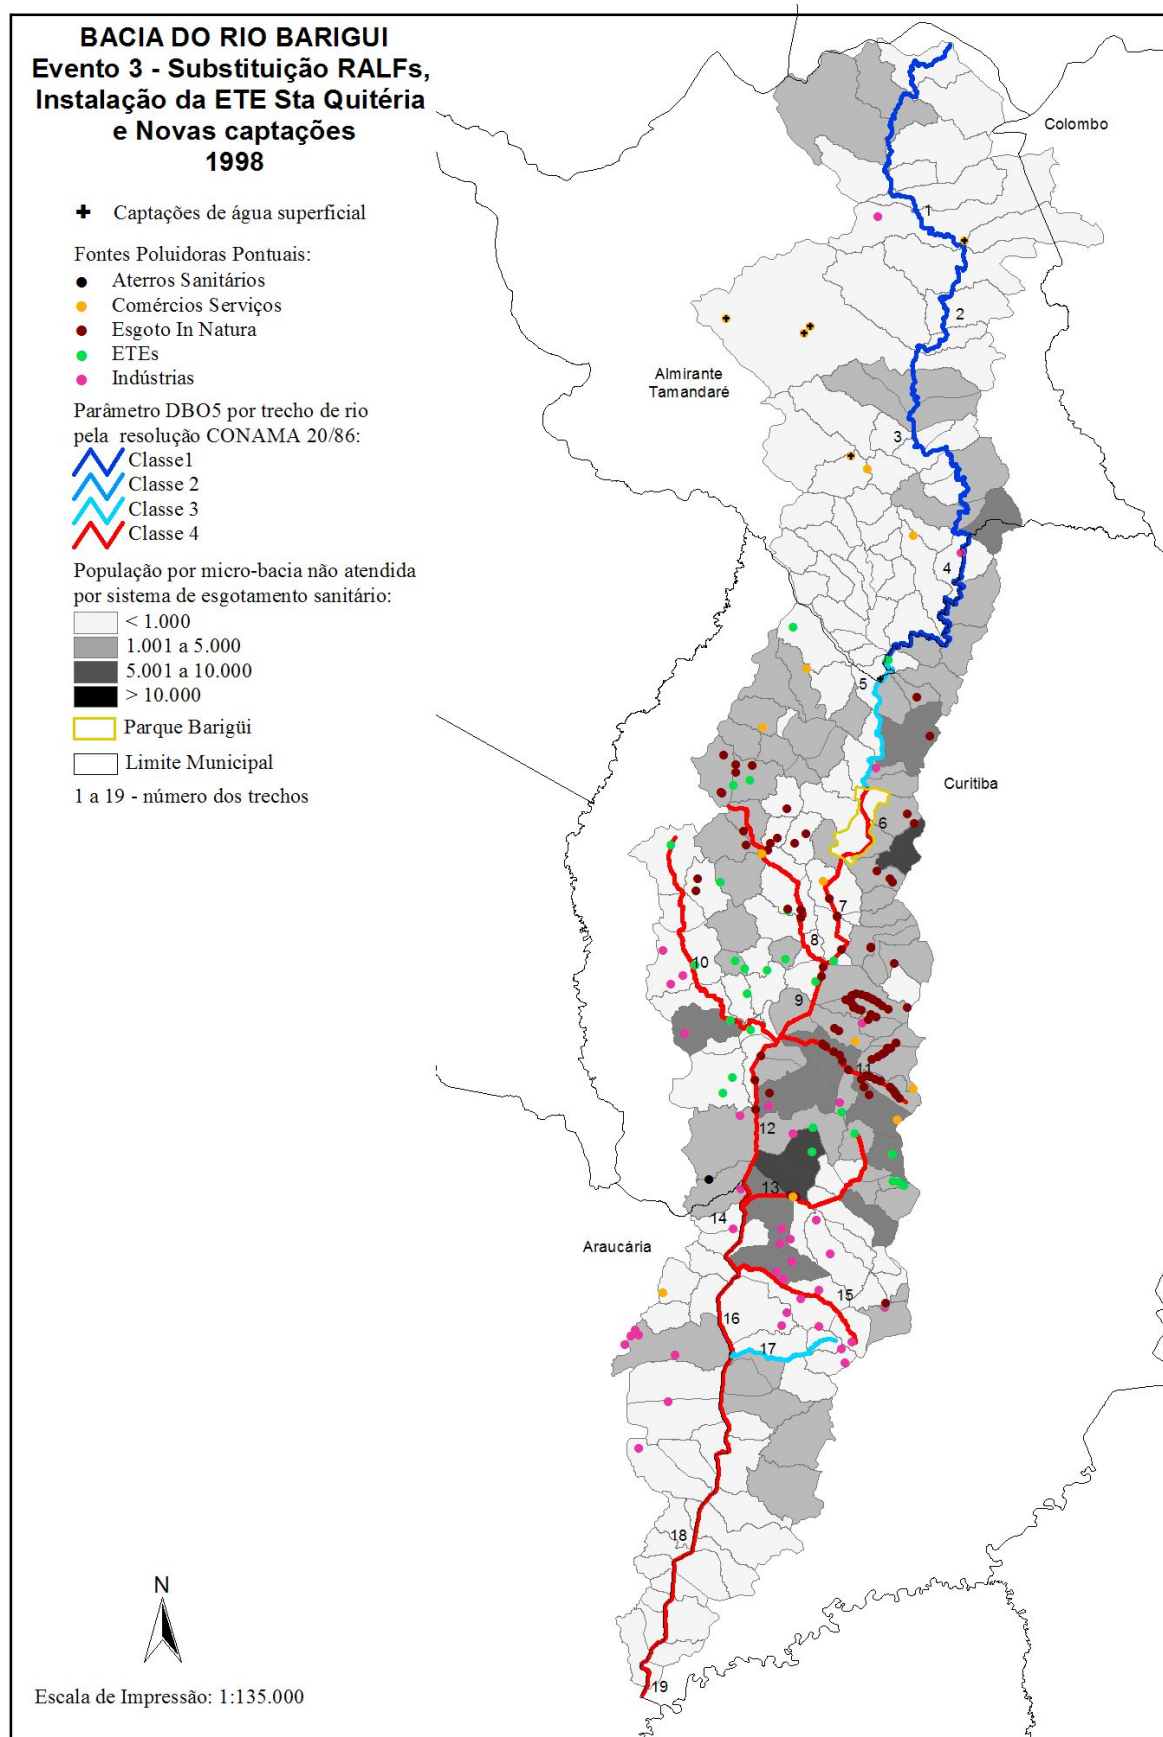 BACIA DO RIO BARIGUI
Evento 3 - Substituição RALFs,
Instalação da ETE Sta Quitéria
e Novas captações
1998
Captações de água superficial
Fontes Poluidoras Pontuais:
Aterros Sanitários
Comércios Serviços
Esgoto In Natura
ETEs
Indústrias
Parâmetro DBO5 por trecho de rio
pela resolução CONAMA 20/86:
Classe1
Classe 2
Classe 3
Classe 4
População por micro-bacia não atendida
por sistema de esgotamento sanitário:
< 1.000
1.001 a 5.000
5.001 a 10.000
> 10.000
Parque Barigüi
Limite Municipal
1 a 19 - número dos trechos
N
Escala de Impressão: 1:135.000
Colombo
1
2
Almirante
Tamandaré
3
4
5
Curitiba
6
7
8
10
9
11
12
13
14
Araucária
15
16
17
18
19